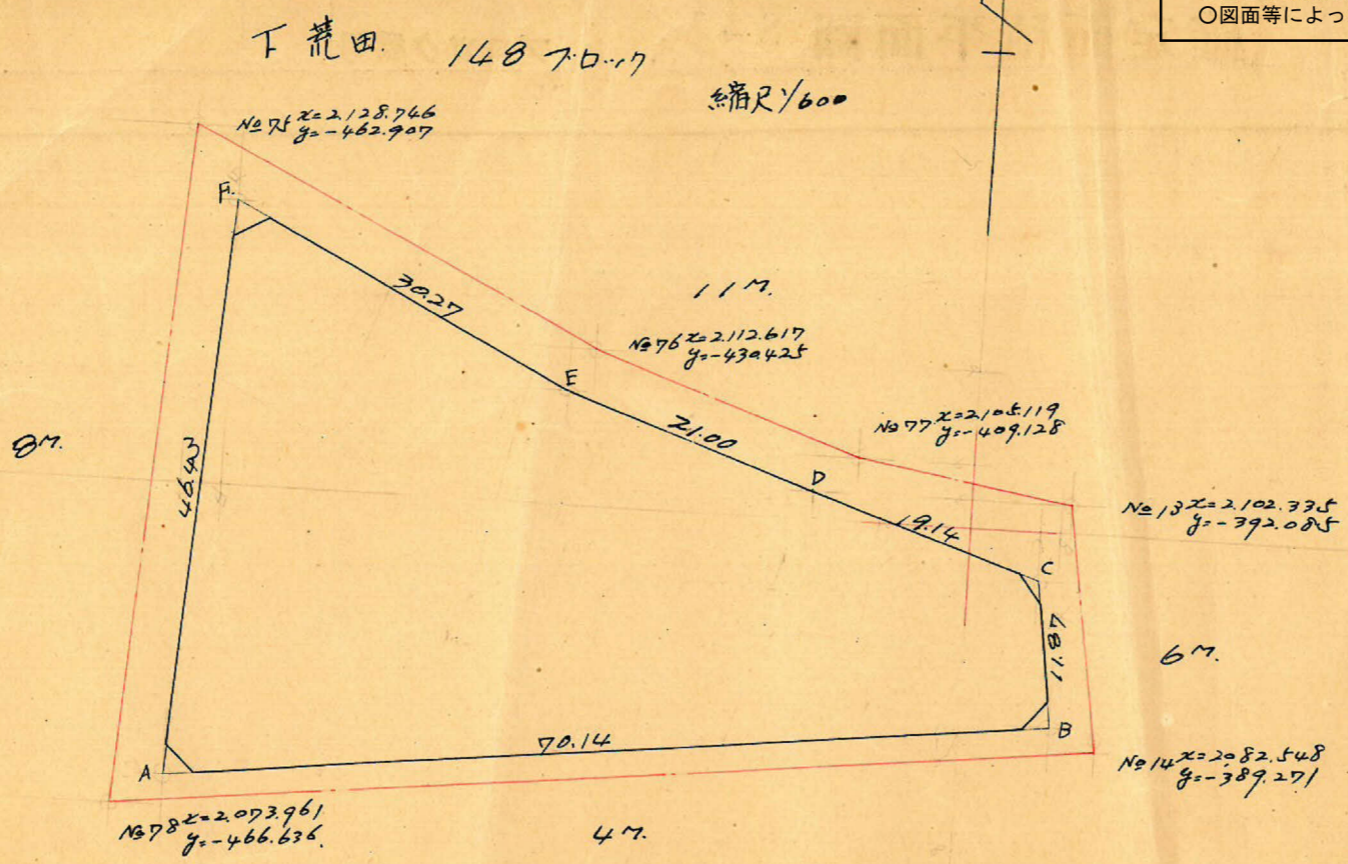 〇図面等によっ
下荒田. 148 ブロック
縮尺 1/600
No 75 x=2.128.746
y=-462.907
F.
30.27
11M.
No 76 x=2.112.617
y=-430.425
E
21.00
No 77 x=2.105.119
y=-409.128
8M.
46.43
D
19.14
No 13 x=2.102.335
y=-392.085
C
11.87
6M.
70.14
B
A
No 14 x=2.082.548
y=-389.271
No 78 x=2.073.961
y=-466.636.
4M.